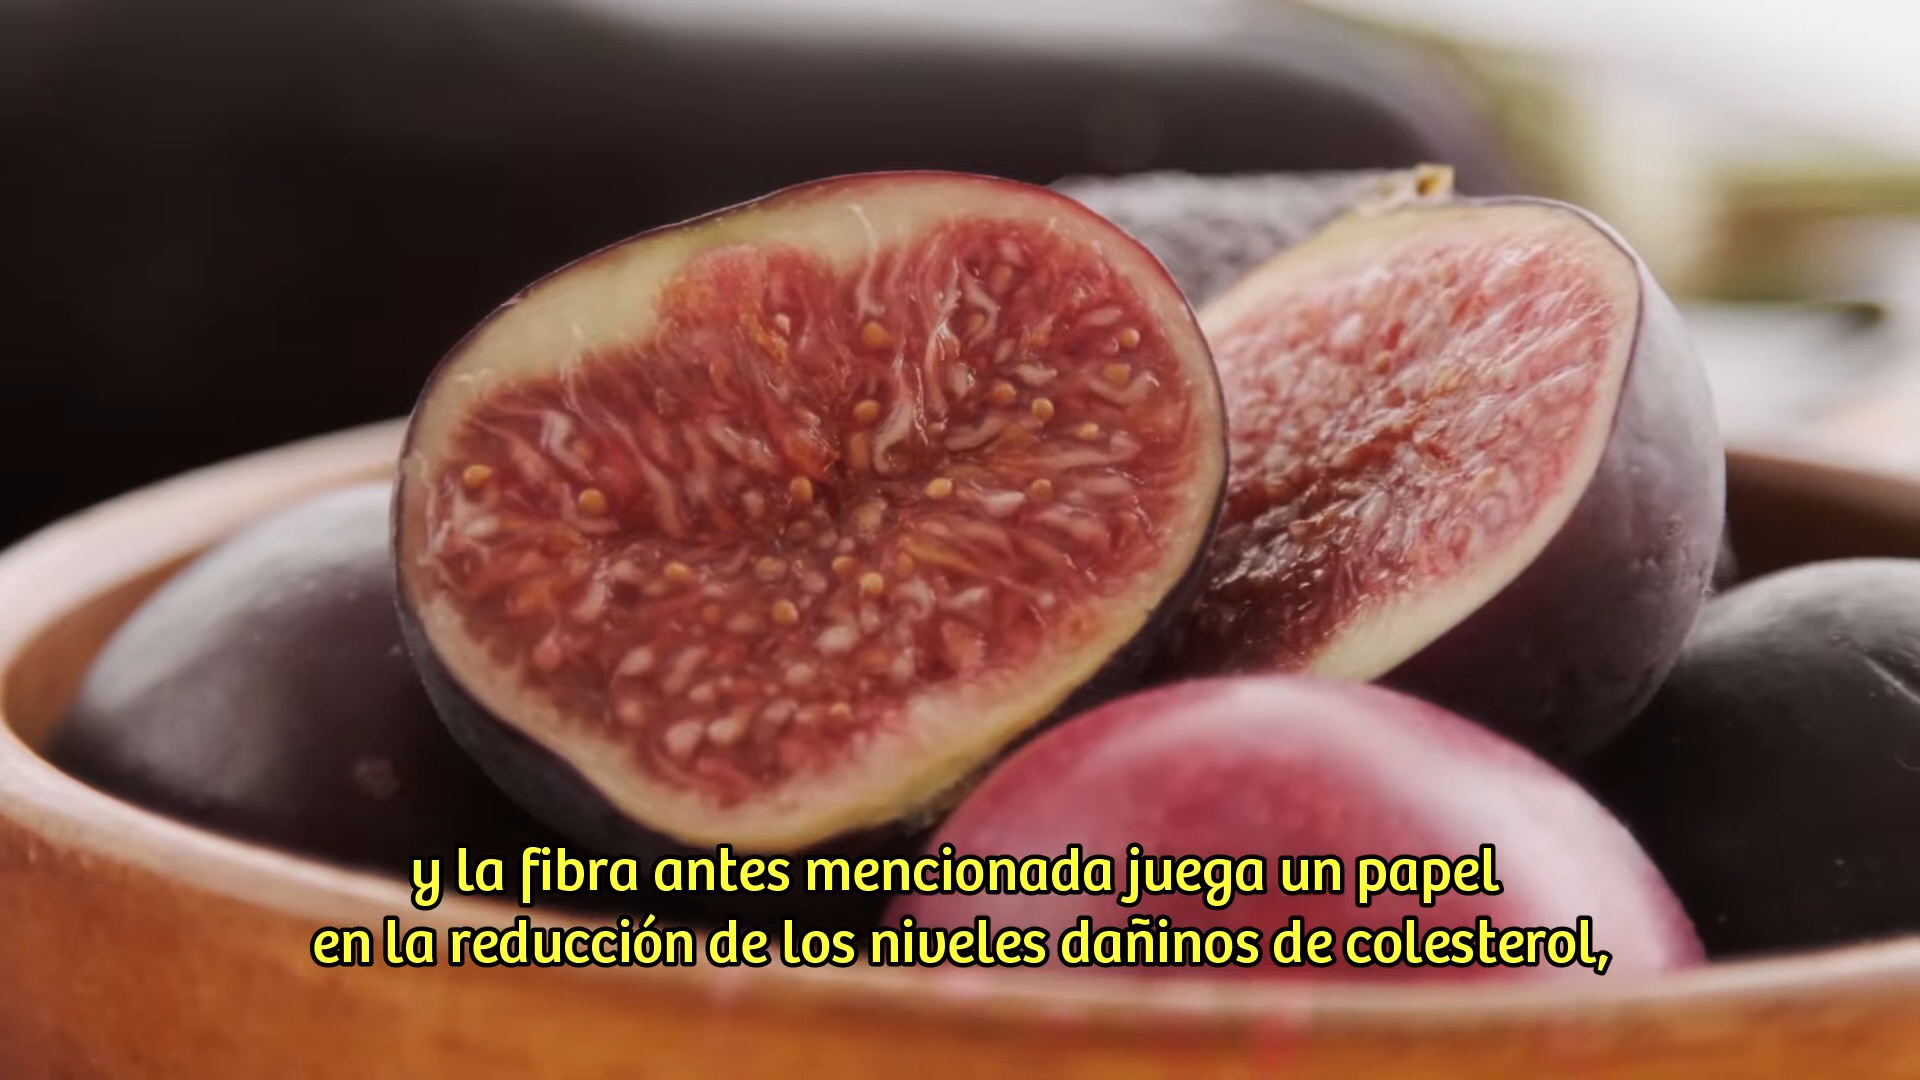 y la fibra antes mencionada juega un papel
en la reducción de los niveles dañinos de colesterol,